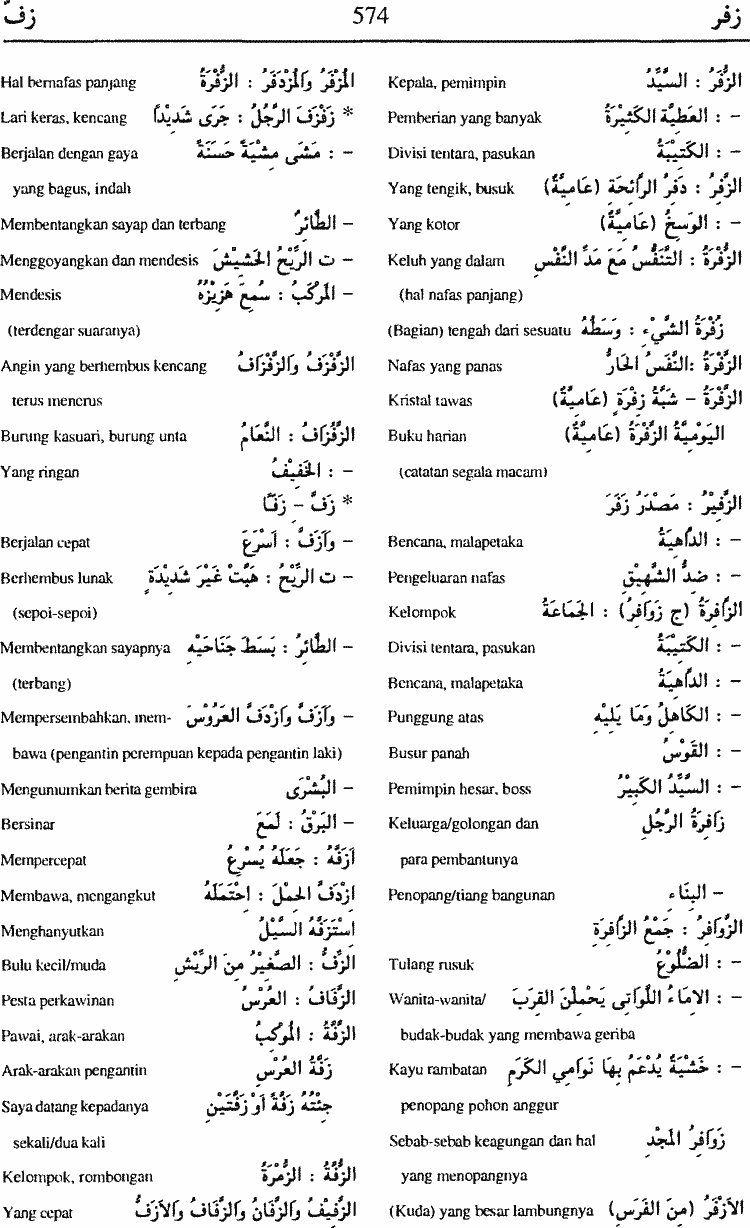 زفر 574 زفّ
الزُّفَرُ : السَّيِّدُ Kepala, pemimpin
– : العَطِيَّةُ الكَثِيْرَةُ Pemberian yang banyak
– : الكَتِيْبَةُ Divisi tentara, pasukan
الزَّفِرُ : دَفِرُ الرَّائِحَةِ (عَامِيَّةٌ) Yang tengik, busuk
– : الوَسِخُ (عَامِيَّةٌ) Yang kotor
الزَّفْرَةُ : التَّنَفُّسُ مَعَ مَدِّ النَّفَسِ Keluh yang dalam
(hal nafas panjang)
زُفْرَةُ الشَّيْءِ : وَسَطُهُ (Bagian) tengah dari sesuatu
الزَّفْرَةُ: النَّفَسُ الحَارُّ Nafas yang panas
الزَّفْرَةُ – شَبَّةُ زِفْرَةٍ (عَامِيَّةٌ) Kristal tawas
اليَوْمِيَّةُ الزَّفْرَةُ (عَامِيَّةٌ) Buku harian
(catatan segala macam)
الزَّفِيْرُ : مَصْدَرُ زَفَرَ
– : الدَّاهِيَةُ Bencana, malapetaka
– : ضِدُّ الشَّهِيْقِ Pengeluaran nafas
الزَّافِرَةُ (ج زَوَافِرُ) : الجَمَاعَةُ Kelompok
– : الكَتِيْبَةُ Divisi tentara, pasukan
– : الدَّاهِيَةُ Bencana, malapetaka
– : الكَاهِلُ وَمَا يَلِيْهِ Punggung atas
– : القَوْسُ Busur panah
– : السَّيِّدُ الكَبِيْرُ Pemimpin besar, boss
زَافِرَةُ الرَّجُلِ Keluarga/golongan dan
para pembantunya
– البِنَاءِ Penopang/tiang bangunan
الزَّوَافِرُ : جَمْعُ الزَّافِرَةِ
– : الضُّلُوْعُ Tulang rusuk
– : الاِمَاءُ اللَّوَاتِى يَحْمِلْنَ القِرَبَ Wanita-wanita/
budak-budak yang membawa geriba
– : خَشَبَةٌ يُدْعَمُ بِهَا نَوَامِي الكَرْمِ Kayu rambatan
penopang pohon anggur
زَوَافِرُ المَجْدِ Sebab-sebab keagungan dan hal
yang menopangnya
الاَزْفَرُ (مِنَ الفَرَسِ) (Kuda) yang besar lambungnya
المُزْفَرُ وَالمُزْدَفَرُ : الزَّفْرَةُ Hal bernafas panjang
* زَفْزَفَ الرَّجُلُ : جَرَى شَدِيْدًا Lari keras, kencang
– : مَشَى مِشْيَةً حَسَنَةً Berjalan dengan gaya
yang bagus, indah
– الطَّائِرُ Membentangkan sayap dan terbang
– ت الرِّيْحُ الحَشِيْشَ Menggoyangkan dan mendesis
– المَوْكِبُ : سُمِعَ هَزِيْزُهُ Mendesis
(terdengar suaranya)
الزَّفْزَفُ وَالزَّفْزَافُ Angin yang berhembus kencang
terus menerus
الزَّفْزَافُ : النَّعَامُ Burung kasuari, burung unta
– : الخَفِيْفُ Yang ringan
* زَفَّ – زَفًّا
– وَاَزَفَّ : اَسْرَعَ Berjalan cepat
– ت الرِّيْحُ : هَبَّتْ غَيْرَ شَدِيْدَةٍ Berhembus lunak
(sepoi-sepoi)
– الطَّائِرُ : بَسَطَ جَنَاحَيْهِ Membentangkan sayapnya
(terbang)
– وَاَزَفَّ وَازْدَفَّ العَرُوْسَ Mempersembahkan, mem-
bawa (pengantin perempuan kepada pengantin laki)
– البُشْرَى Mengumumkan berita gembira
– البَرْقُ : لَمَعَ Bersinar
اَزَفَّهُ : جَعَلَهُ يُسْرِعُ Mempercepat
اِزْدَفَّ الحِمْلَ : اِحْتَمَلَهُ Membawa, mengangkut
اِسْتَزَفَّهُ السَّيْلُ Menghanyutkan
الزِّفُّ : الصَّغِيْرُ مِنَ الرِّيْشِ Bulu kecil/muda
الزِّفَافُ : العُرْسُ Pesta perkawinan
الزَّفَّةُ : المَوْكِبُ Pawai, arak-arakan
زَفَّةُ العُرْسِ Arak-arakan pengantin
جِئْتُهُ زَفَّةً اَوْ زَفَّتَيْنِ Saya datang kepadanya
sekali/dua kali
الزُّفَّةُ : الزُّمْرَةُ Kelompok, rombongan
الزَّفِيْفُ وَالزَّفَّانُ وَالزَّفَّافُ وَالاَزَفُّ Yang cepat